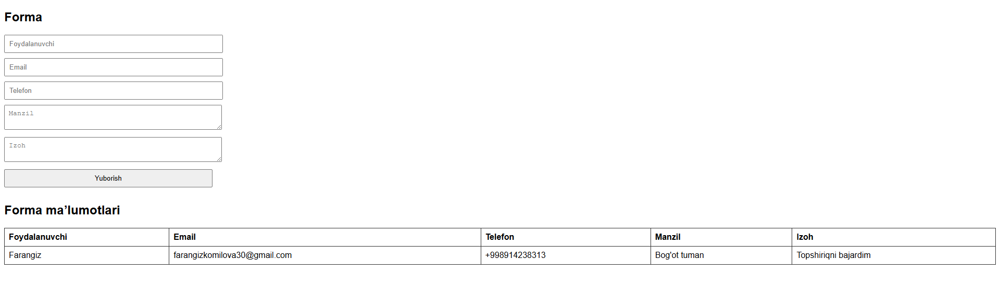 Forma
Foydalanuvchi
Email
Telefon
Manzil
Izoh
Yuborish
Forma ma’lumotlari
Foydalanuvchi Email Telefon Manzil Izoh
Farangiz farangizkomilova30@gmail.com +998914238313 Bog'ot tuman Topshiriqni bajardim